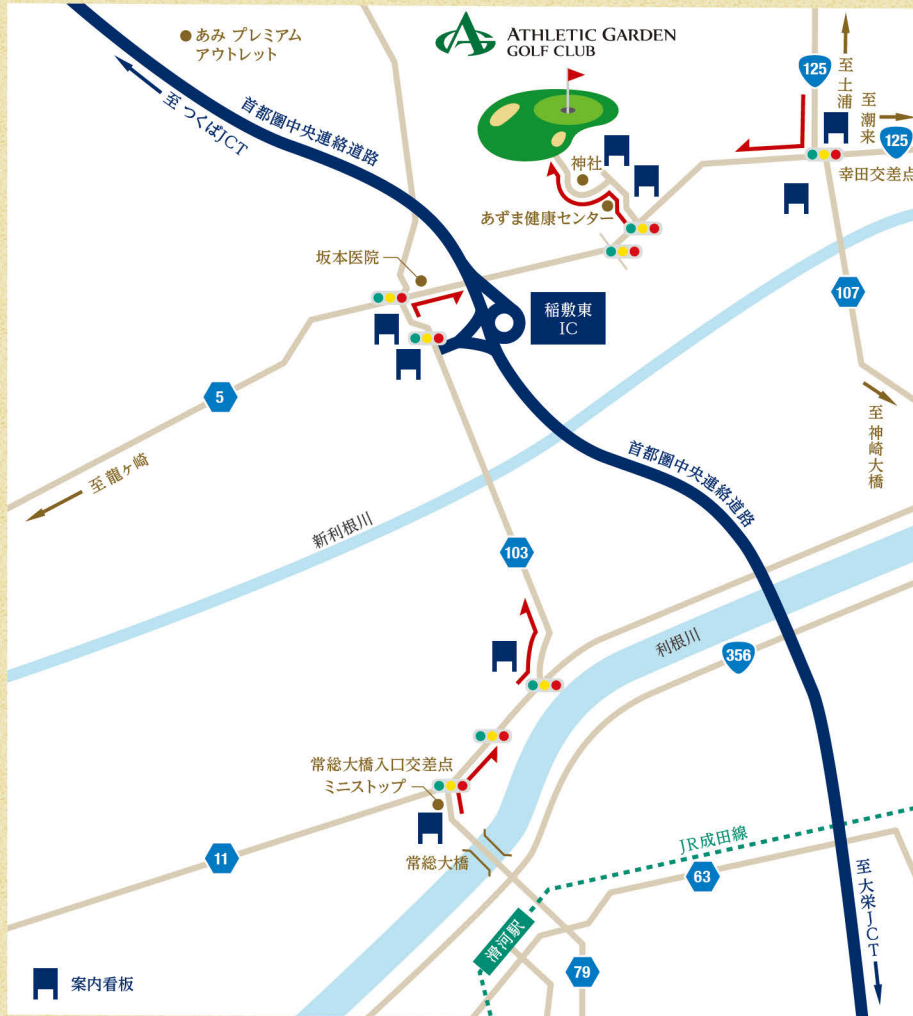 あみ プレミアム
アウトレット
ATHLETIC GARDEN
GOLF CLUB
至 つくばJCT
首都圏中央連絡道路
125
至 土浦
至 潮来
125
幸田交差点
神社
あずま健康センター
坂本医院
稲敷東
IC
107
至 神崎大橋
5
至 龍ヶ崎
首都圏中央連絡道路
新利根川
103
利根川
356
常総大橋入口交差点
ミニストップ
常総大橋
11
JR成田線
63
至 大栄JCT
滑河駅
79
案内看板